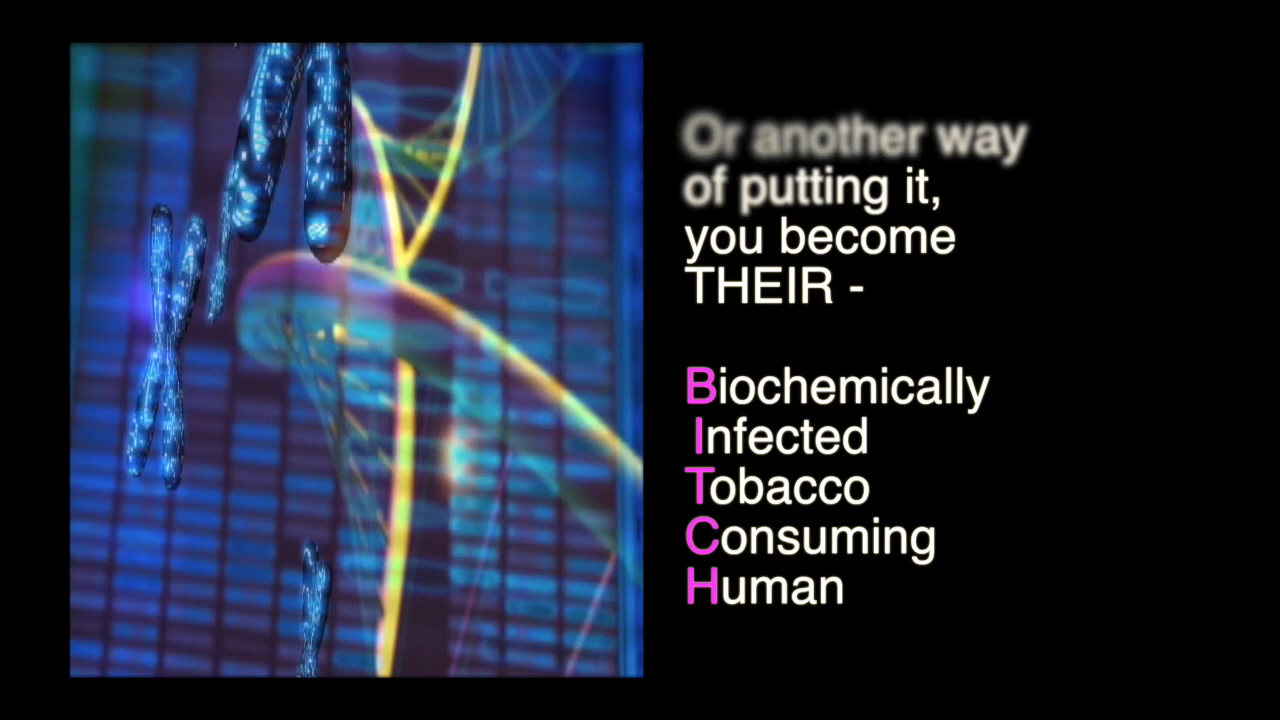 Or another way
of putting it,
you become
THEIR -
Biochemically
Infected
Tobacco
Consuming
Human